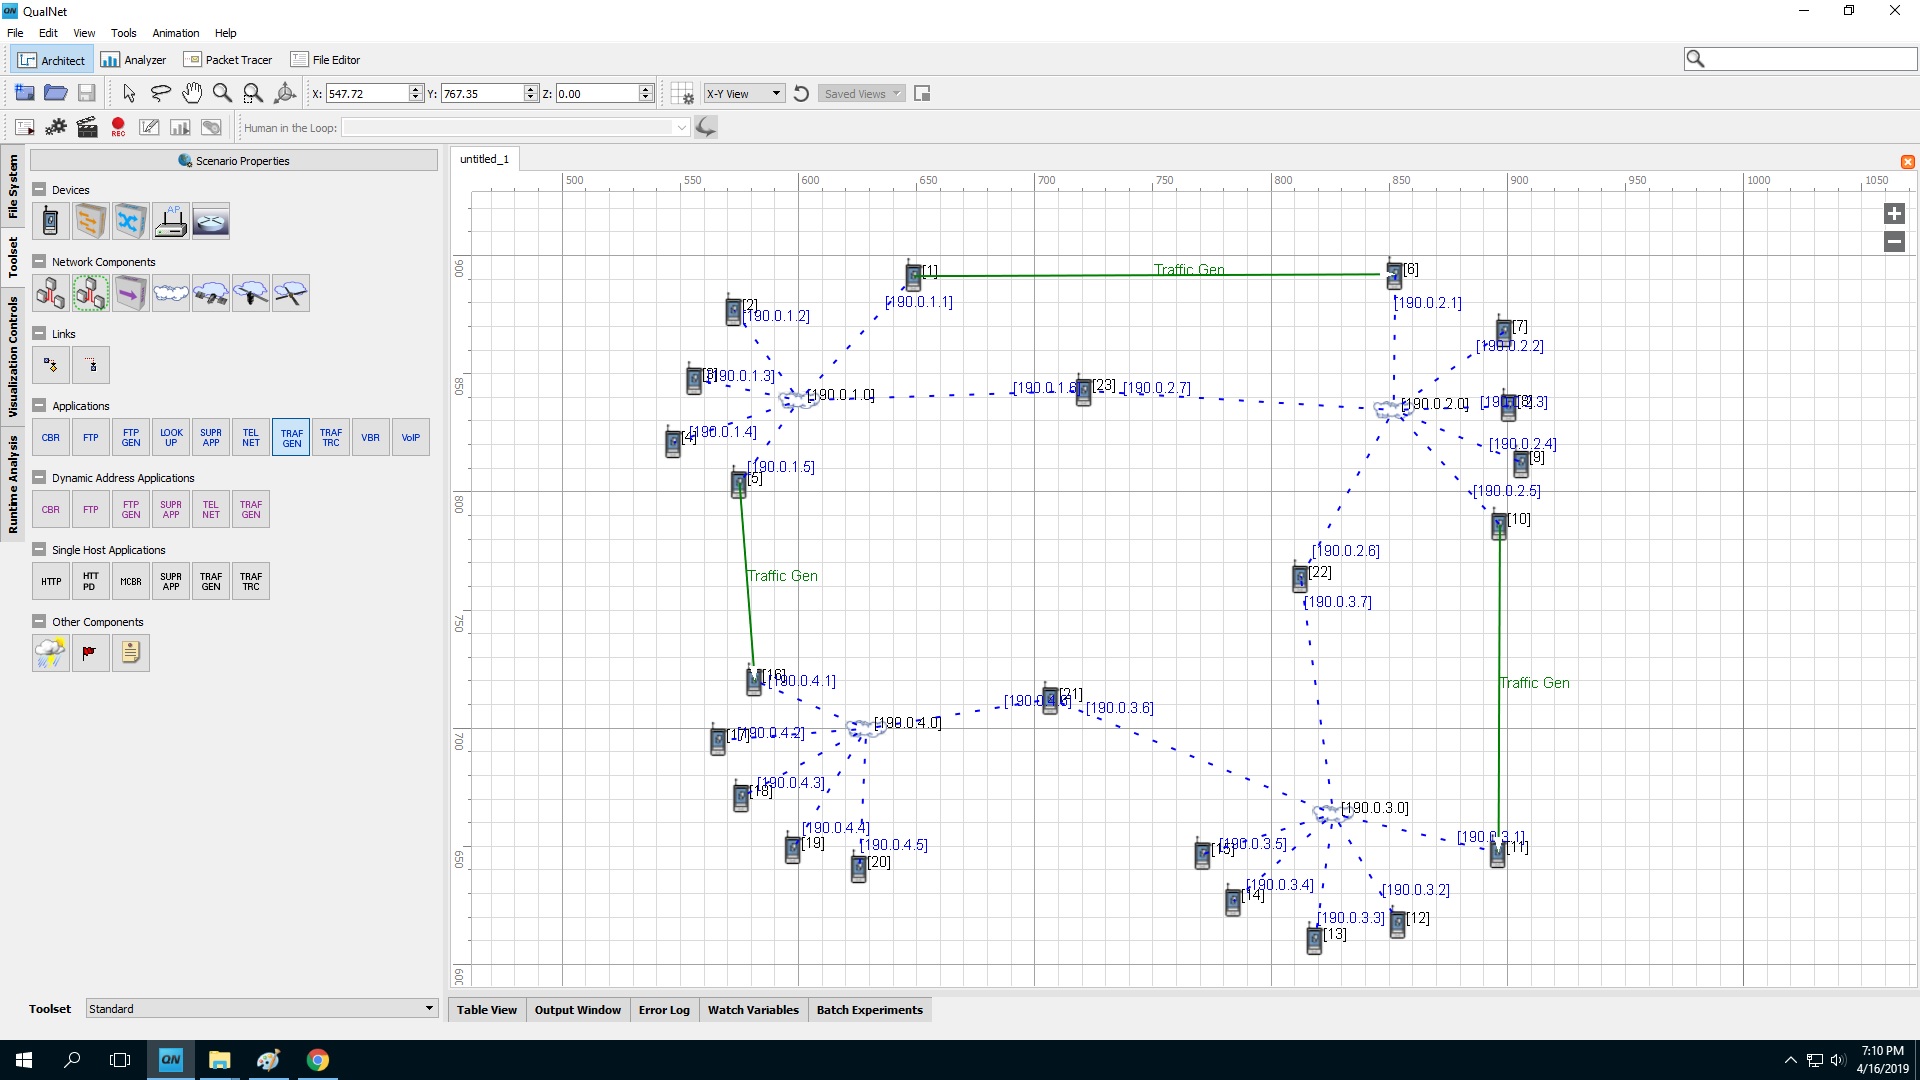 QualNet
File Edit View Tools Animation Help
Architect Analyzer Packet Tracer File Editor
X: 547.72 Y: 767.35 Z: 0.00 X-Y View Saved Views
REC Human in the Loop:
File System
Toolset
Visualization Controls
Runtime Analysis
Scenario Properties
Devices
AP
Network Components
Links
Applications
CBR FTP FTP GEN LOOK UP SUPR APP TEL NET TRAF GEN TRAF TRC VBR VoIP
Dynamic Address Applications
CBR FTP FTP GEN SUPR APP TEL NET TRAF GEN
Single Host Applications
HTTP HTT PD MCBR SUPR APP TRAF GEN TRAF TRC
Other Components
Toolset Standard
untitled_1
500 550 600 650 700 750 800 850 900 950 1000 1050
900
850
800
750
700
650
600
[1] Traffic Gen [6]
[190.0.1.1] [190.0.2.1]
[2]
[190.0.1.2]
[7]
[190.0.2.2]
[3] [190.0.1.3]
[190.0.1.0] [190.0.1.6] [23] [190.0.2.7] [190.0.2.0] [190.0.2.3] [8]
[4] [190.0.1.4]
[190.0.2.4]
[9]
[190.0.1.5]
[5]
[190.0.2.5]
[10]
[190.0.2.6]
Traffic Gen [22]
[190.0.3.7]
[16]
[190.0.4.1]
Traffic Gen
[190.0.4.6] [21] [190.0.3.6]
[190.0.4.0]
[17] [190.0.4.2]
[190.0.4.3]
[18]
[190.0.3.0]
[190.0.4.4]
[19] [190.0.4.5]
[20]
[190.0.3.1]
[11]
[15] [190.0.3.5]
[190.0.3.4]
[14]
[190.0.3.2]
[190.0.3.3] [12]
[13]
Table View Output Window Error Log Watch Variables Batch Experiments
QN
7:10 PM
4/16/2019